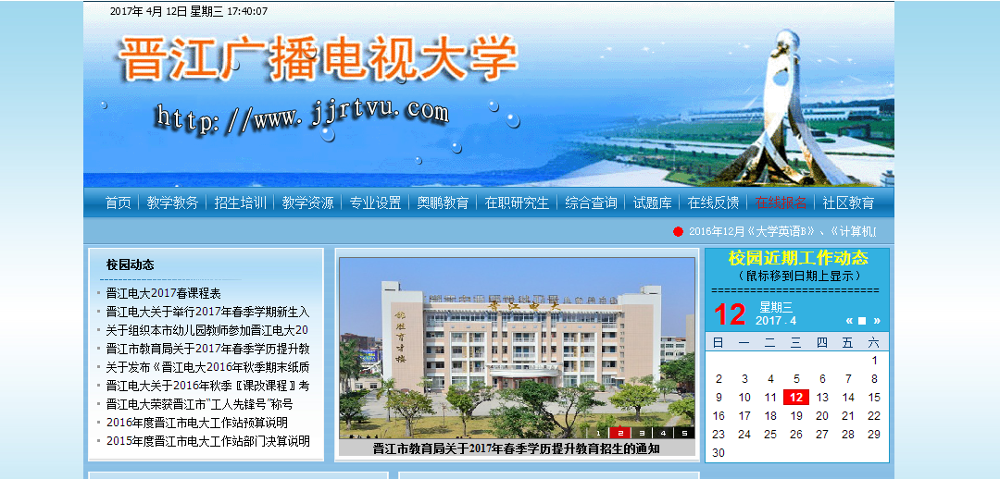 2017年 4月 12日 星期三 17:40:07
晋江广播电视大学
http://www.jjrtvu.com
首页 教学教务 招生培训 教学资源 专业设置 奥鹏教育 在职研究生 综合查询 试题库 在线反馈 在线报名 社区教育
2016年12月《大学英语B》、《计算机
校园动态
晋江电大2017春课程表
晋江电大关于举行2017年春季学期新生入
关于组织本市幼儿园教师参加晋江电大20
晋江市教育局关于2017年春季学历提升教
关于发布《晋江电大2016年秋季期末纸质
晋江电大关于2016年秋季〖课改课程〗考
晋江电大荣获晋江市“工人先锋号”称号
2016年度晋江市电大工作站预算说明
2015年度晋江市电大工作站部门决算说明
晋江电大
锦胜育才楼
1 2 3 4 5
晋江市教育局关于2017年春季学历提升教育招生的通知
校园近期工作动态
（鼠标移到日期上显示）
==========================
12 星期三
2017 . 4 « ■ »
日 一 二 三 四 五 六
1
2 3 4 5 6 7 8
9 10 11 12 13 14 15
16 17 18 19 20 21 22
23 24 25 26 27 28 29
30